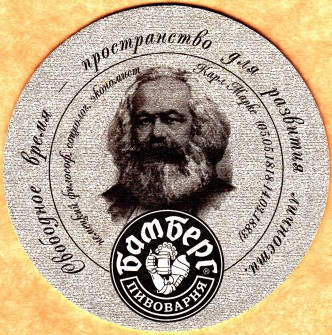 Свободное время - пространство для развития личности.
немецкий философ, социолог, экономист
Карл Маркс (05.05.1818-14.03.1883)
Бамберг
®
ПИВОВАРНЯ